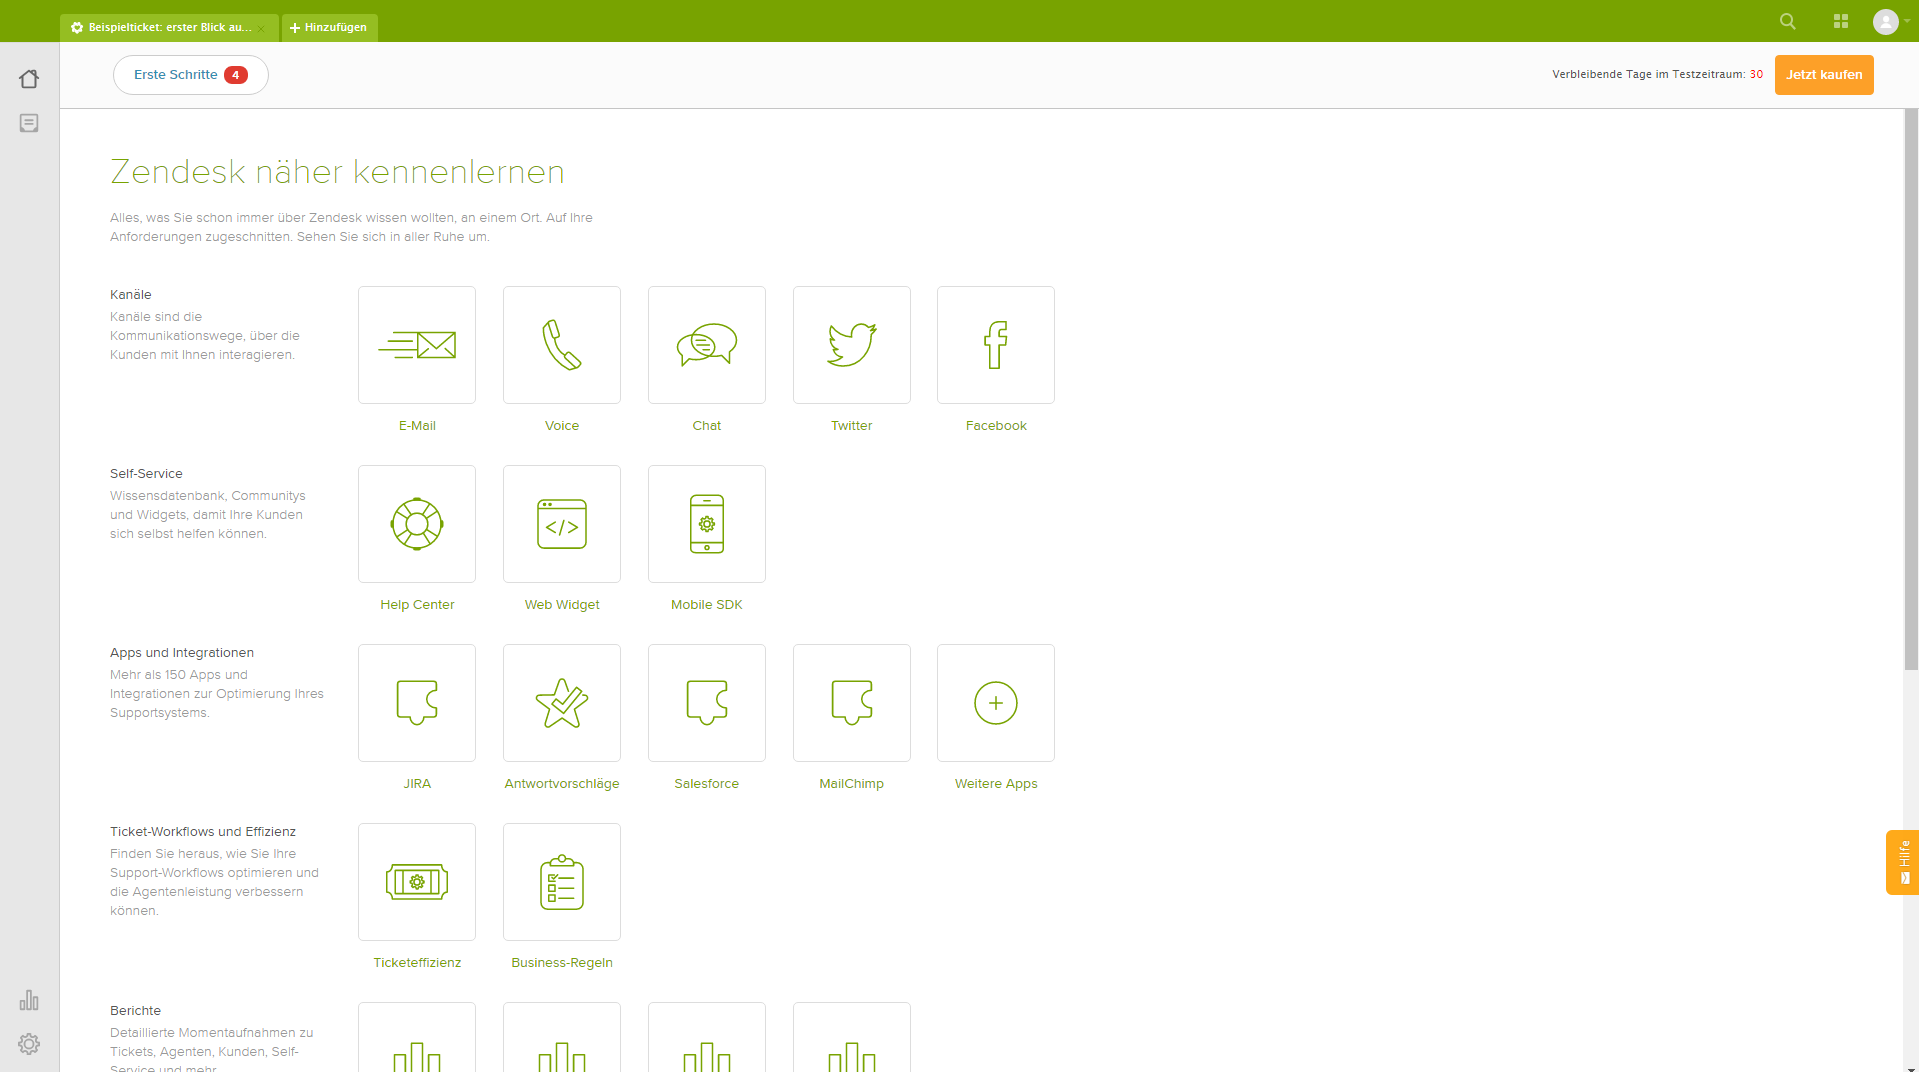 Beispielticket: erster Blick au...
Hinzufügen
Erste Schritte 4
Verbleibende Tage im Testzeitraum: 30
Jetzt kaufen
Zendesk näher kennenlernen
Alles, was Sie schon immer über Zendesk wissen wollten, an einem Ort. Auf Ihre
Anforderungen zugeschnitten. Sehen Sie sich in aller Ruhe um.
Kanäle
Kanäle sind die
Kommunikationswege, über die
Kunden mit Ihnen interagieren.
E-Mail
Voice
Chat
Twitter
Facebook
Self-Service
Wissensdatenbank, Communitys
und Widgets, damit Ihre Kunden
sich selbst helfen können.
Help Center
Web Widget
Mobile SDK
Apps und Integrationen
Mehr als 150 Apps und
Integrationen zur Optimierung Ihres
Supportsystems.
JIRA
Antwortvorschläge
Salesforce
MailChimp
Weitere Apps
Hilfe
Ticket-Workflows und Effizienz
Finden Sie heraus, wie Sie Ihre
Support-Workflows optimieren und
die Agentenleistung verbessern
können.
Ticketeffizienz
Business-Regeln
Berichte
Detaillierte Momentaufnahmen zu
Tickets, Agenten, Kunden, Self-
Service und mehr.